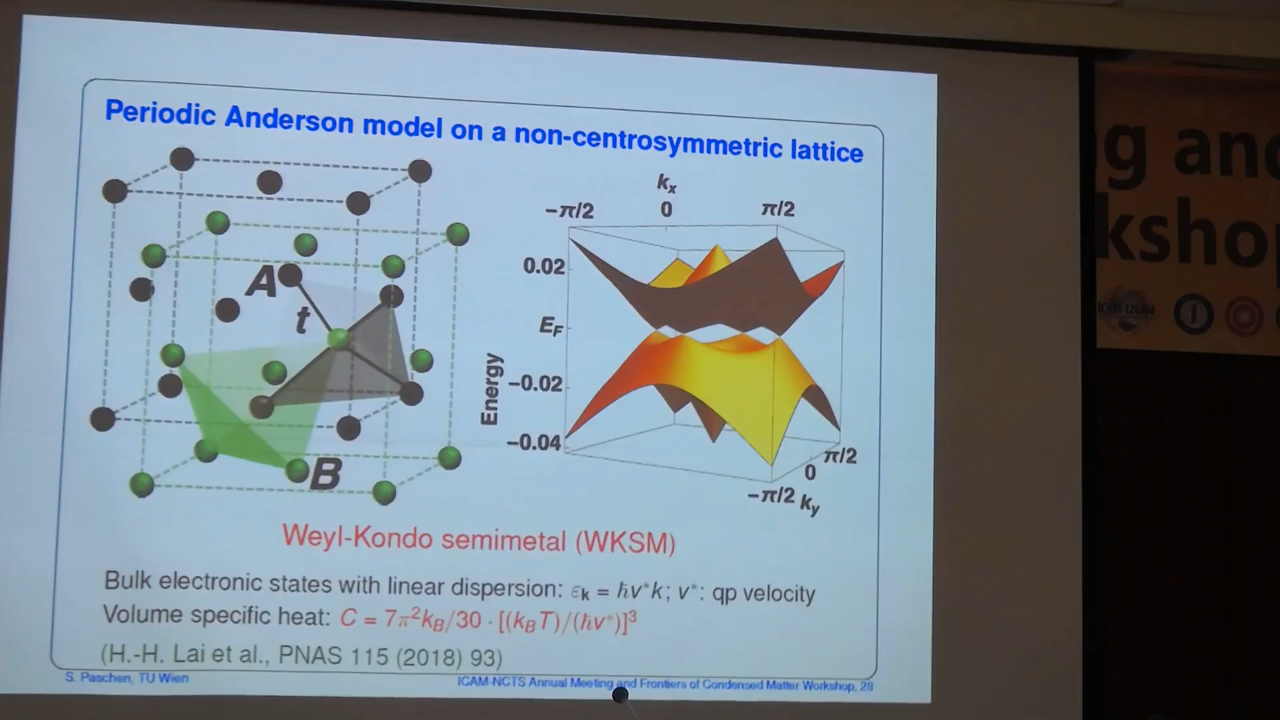 Periodic Anderson model on a non-centrosymmetric lattice
A
t
B
kₓ
−π/2 0 π/2
0.02
E_F
−0.02
−0.04
Energy
π/2
0
−π/2 k_y
Weyl-Kondo semimetal (WKSM)
Bulk electronic states with linear dispersion: ε_k = ħv*k; v*: qp velocity
Volume specific heat: C = 7π²k_B/30 · [(k_BT)/(ħv*)]³
(H.-H. Lai et al., PNAS 115 (2018) 93)
S. Paschen, TU Wien
ICAM-NCTS Annual Meeting and Frontiers of Condensed Matter Workshop, 28
g and
ksho